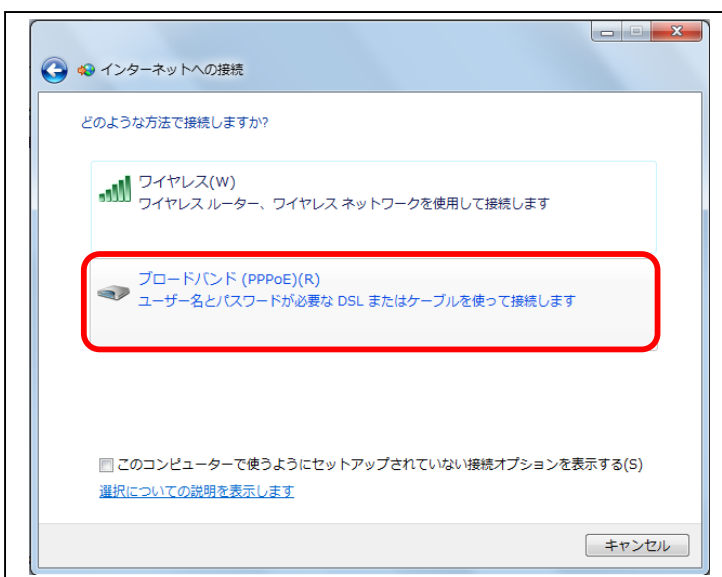 インターネットへの接続
どのような方法で接続しますか?
ワイヤレス(W)
ワイヤレス ルーター、ワイヤレス ネットワークを使用して接続します
ブロードバンド (PPPoE)(R)
ユーザー名とパスワードが必要な DSL またはケーブルを使って接続します
このコンピューターで使うようにセットアップされていない接続オプションを表示する(S)
選択についての説明を表示します
キャンセル